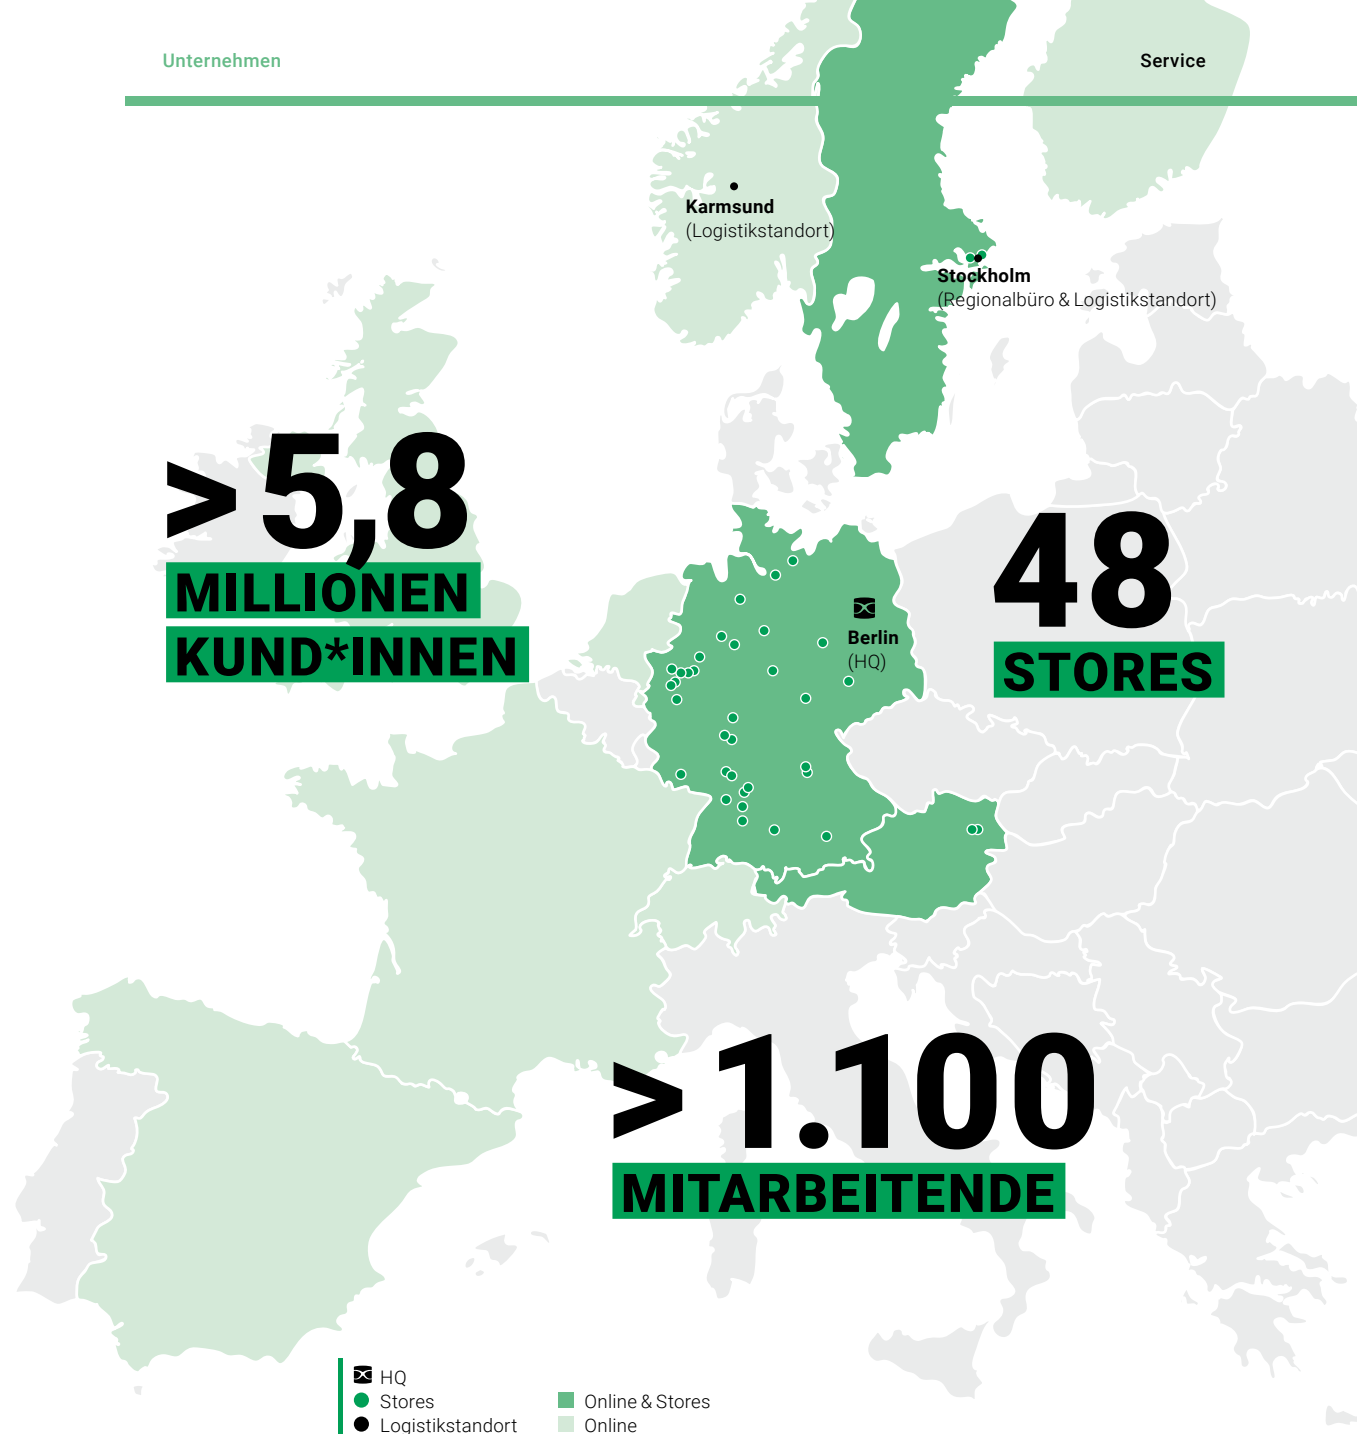 Unternehmen
Service
Karmsund
(Logistikstandort)
Stockholm
(Regionalbüro & Logistikstandort)
>5,8
MILLIONEN
KUND*INNEN
48
STORES
Berlin
(HQ)
>1.100
MITARBEITENDE
HQ
Stores
Logistikstandort
Online & Stores
Online